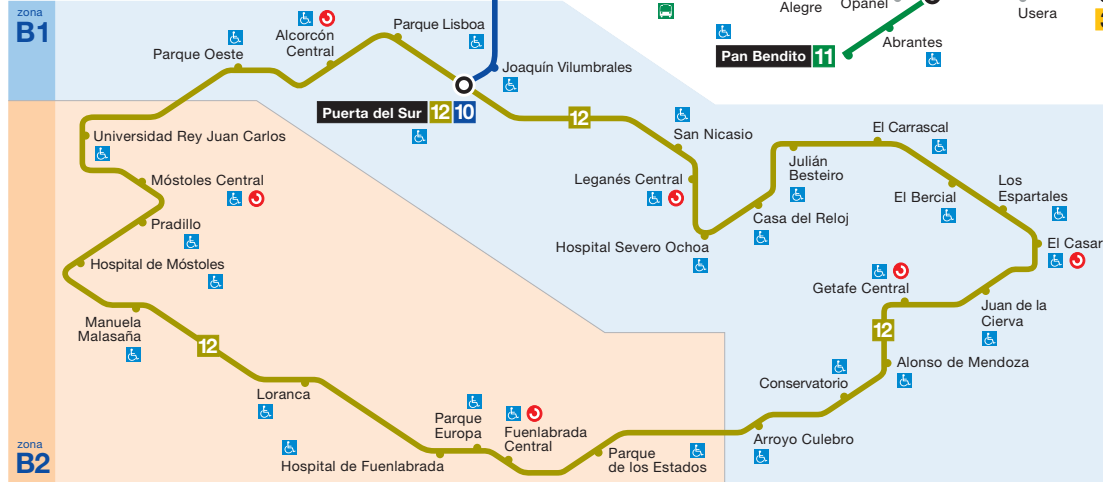 zona
B1
Parque Oeste
Alcorcón
Central
Parque Lisboa
Joaquín Vilumbrales
Puerta del Sur 12 10
Alegre
Opañel
Usera
Abrantes
Pan Bendito 11
12
San Nicasio
Leganés Central
Hospital Severo Ochoa
Casa del Reloj
Julián
Besteiro
El Carrascal
El Bercial
Los
Espartales
El Casar
Juan de la
Cierva
Getafe Central
12
Alonso de Mendoza
Conservatorio
Arroyo Culebro
Universidad Rey Juan Carlos
Móstoles Central
Pradillo
Hospital de Móstoles
Manuela
Malasaña
12
Loranca
Hospital de Fuenlabrada
Parque
Europa
Fuenlabrada
Central
Parque
de los Estados
zona
B2